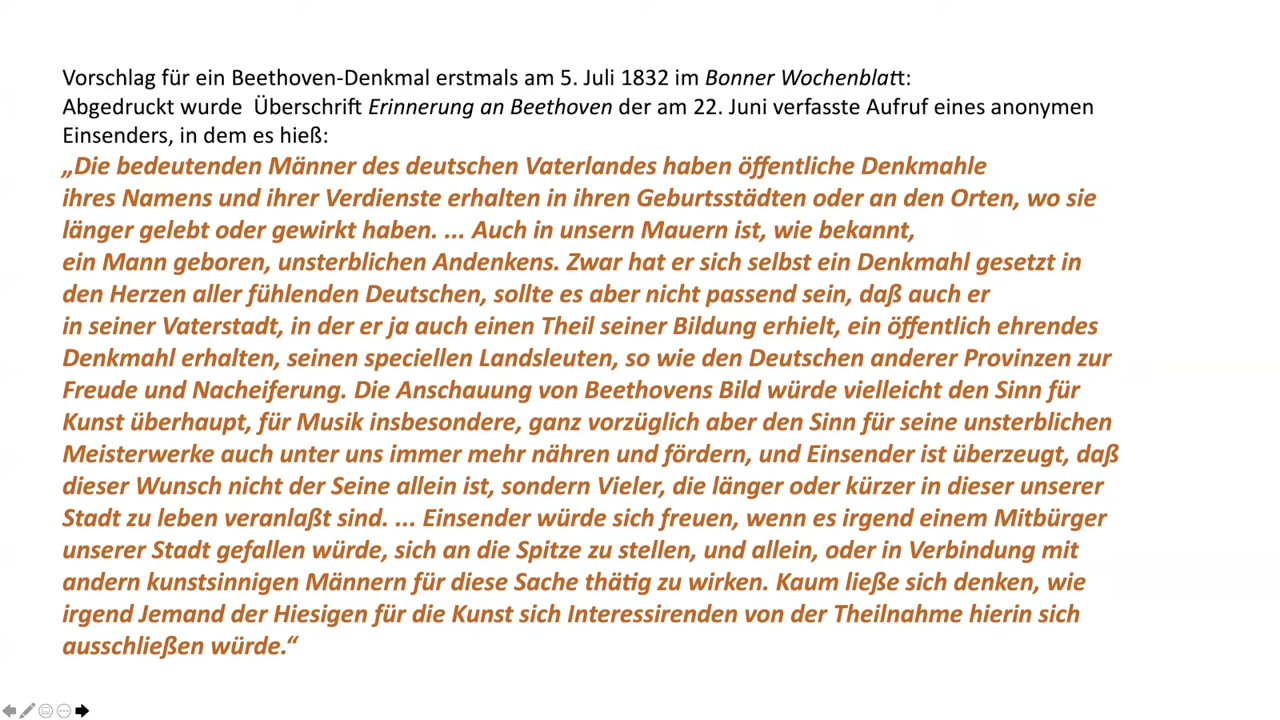 Vorschlag für ein Beethoven-Denkmal erstmals am 5. Juli 1832 im Bonner Wochenblatt:
Abgedruckt wurde  Überschrift Erinnerung an Beethoven der am 22. Juni verfasste Aufruf eines anonymen
Einsenders, in dem es hieß:
„Die bedeutenden Männer des deutschen Vaterlandes haben öffentliche Denkmahle
ihres Namens und ihrer Verdienste erhalten in ihren Geburtsstädten oder an den Orten, wo sie
länger gelebt oder gewirkt haben. ... Auch in unsern Mauern ist, wie bekannt,
ein Mann geboren, unsterblichen Andenkens. Zwar hat er sich selbst ein Denkmahl gesetzt in
den Herzen aller fühlenden Deutschen, sollte es aber nicht passend sein, daß auch er
in seiner Vaterstadt, in der er ja auch einen Theil seiner Bildung erhielt, ein öffentlich ehrendes
Denkmahl erhalten, seinen speciellen Landsleuten, so wie den Deutschen anderer Provinzen zur
Freude und Nacheiferung. Die Anschauung von Beethovens Bild würde vielleicht den Sinn für
Kunst überhaupt, für Musik insbesondere, ganz vorzüglich aber den Sinn für seine unsterblichen
Meisterwerke auch unter uns immer mehr nähren und fördern, und Einsender ist überzeugt, daß
dieser Wunsch nicht der Seine allein ist, sondern Vieler, die länger oder kürzer in dieser unserer
Stadt zu leben veranlaßt sind. ... Einsender würde sich freuen, wenn es irgend einem Mitbürger
unserer Stadt gefallen würde, sich an die Spitze zu stellen, und allein, oder in Verbindung mit
andern kunstsinnigen Männern für diese Sache thätig zu wirken. Kaum ließe sich denken, wie
irgend Jemand der Hiesigen für die Kunst sich Interessirenden von der Theilnahme hierin sich
ausschließen würde.“